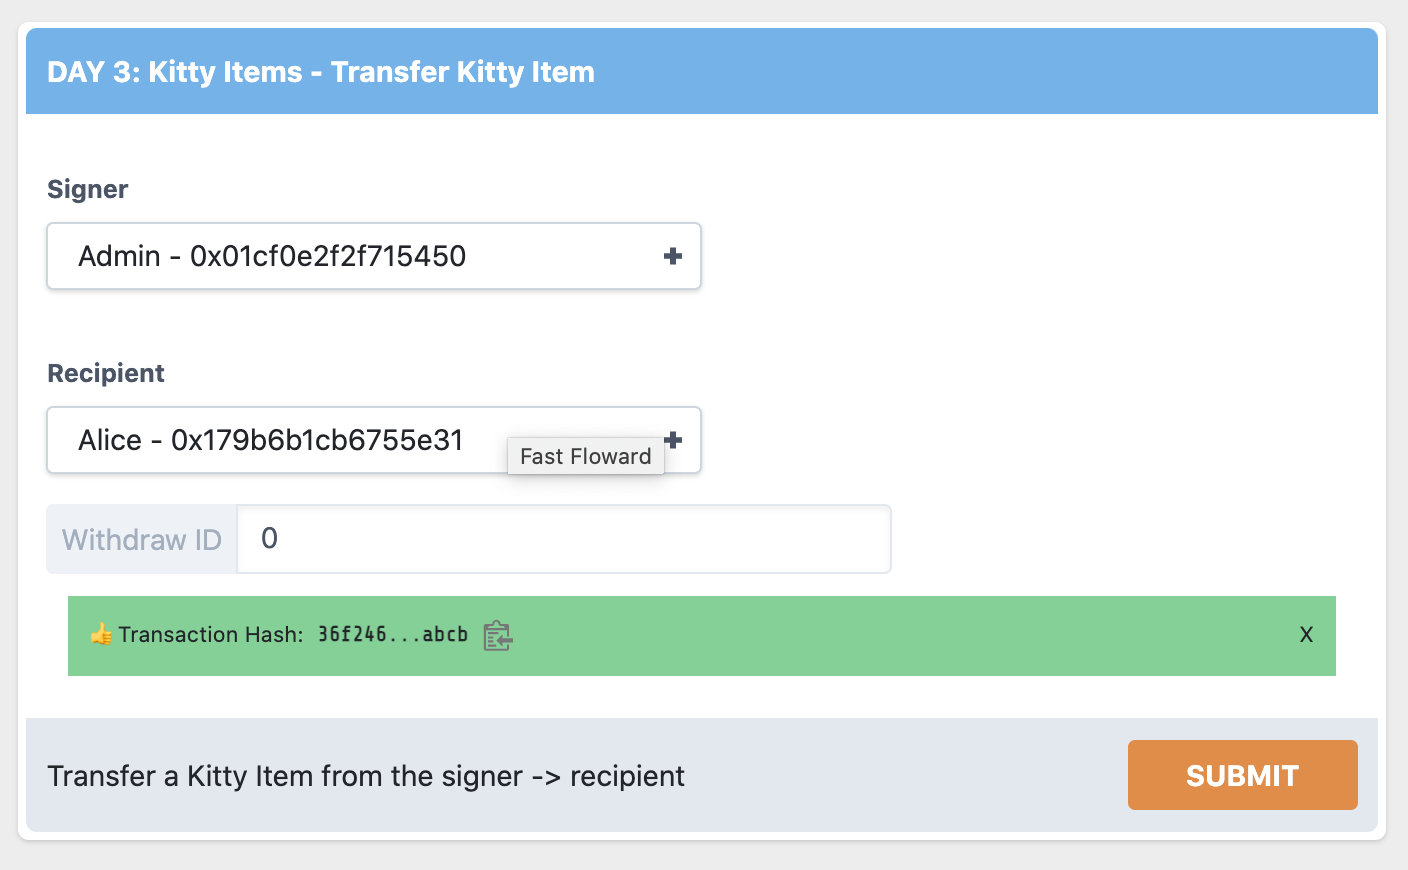 DAY 3: Kitty Items - Transfer Kitty Item
Signer
Admin - 0x01cf0e2f2f715450
Recipient
Alice - 0x179b6b1cb6755e31
Fast Floward
Withdraw ID 0
👍 Transaction Hash: 36f246...abcb X
Transfer a Kitty Item from the signer -> recipient SUBMIT